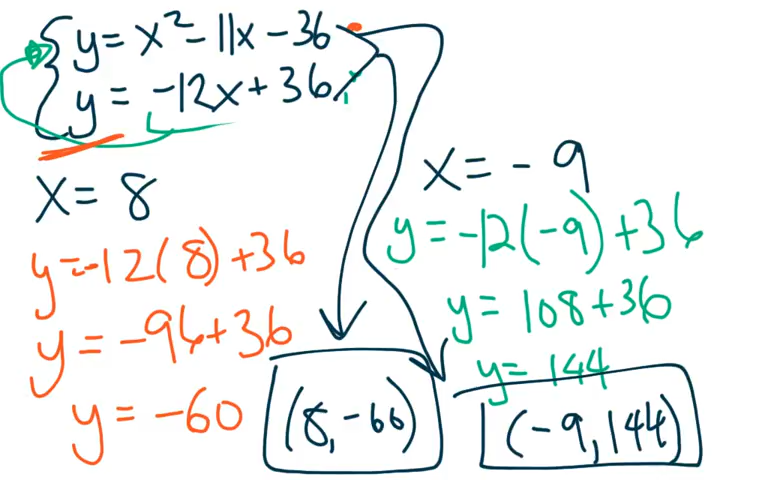 y = x² - 11x - 36
y = -12x + 36
x = 8
y = -12(8) + 36
y = -96 + 36
y = -60
(8, -60)
x = -9
y = -12(-9) + 36
y = 108 + 36
y = 144
(-9, 144)